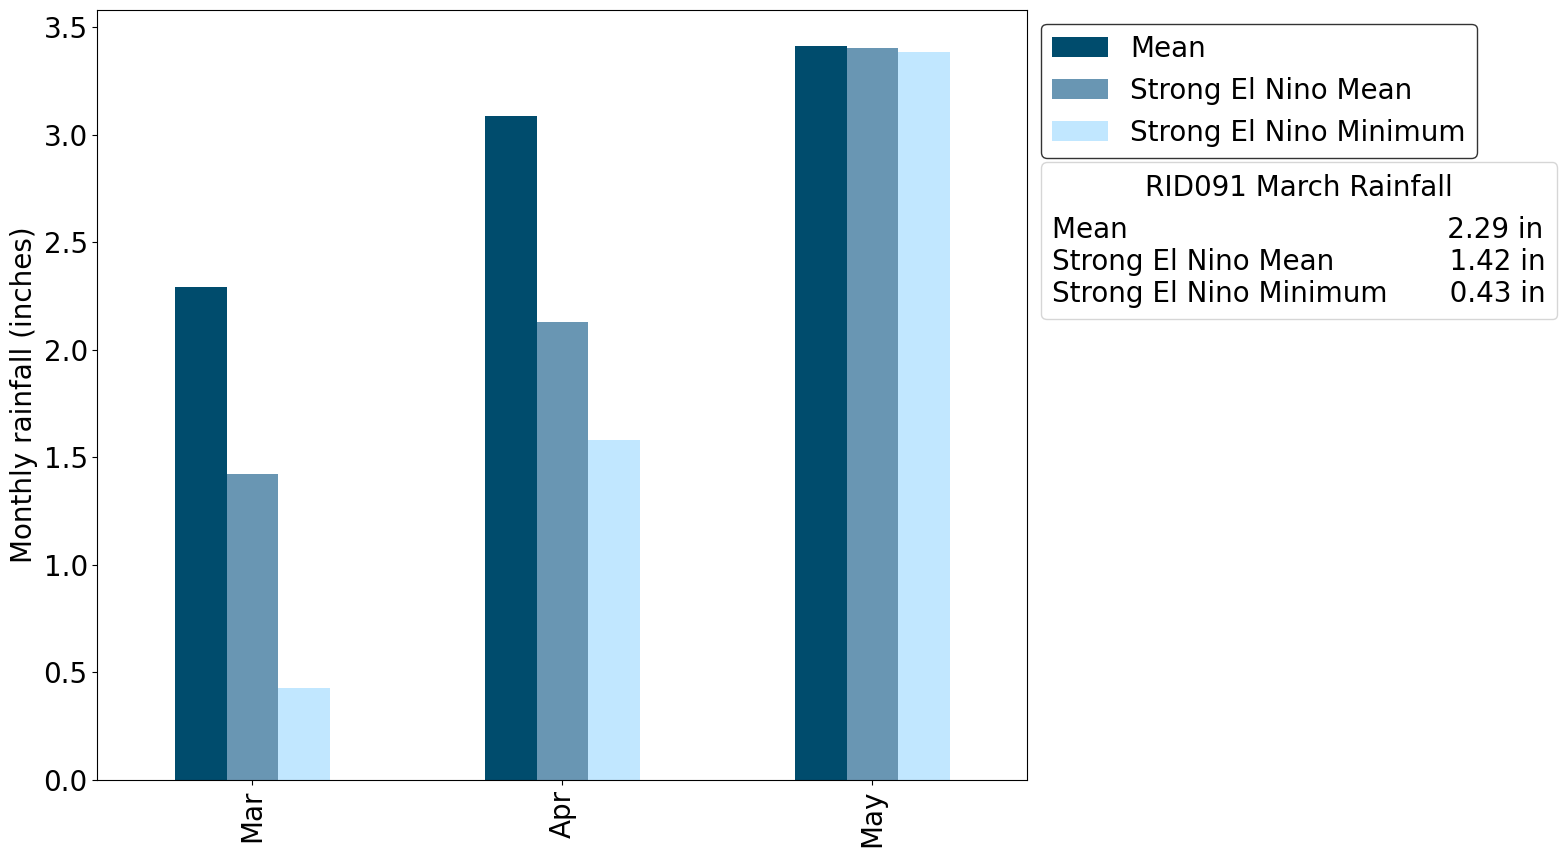 3.5
3.0
2.5
2.0
1.5
1.0
0.5
0.0
Monthly rainfall (inches)
Mar
Apr
May
Mean
Strong El Nino Mean
Strong El Nino Minimum
RID091 March Rainfall
Mean 2.29 in
Strong El Nino Mean 1.42 in
Strong El Nino Minimum 0.43 in